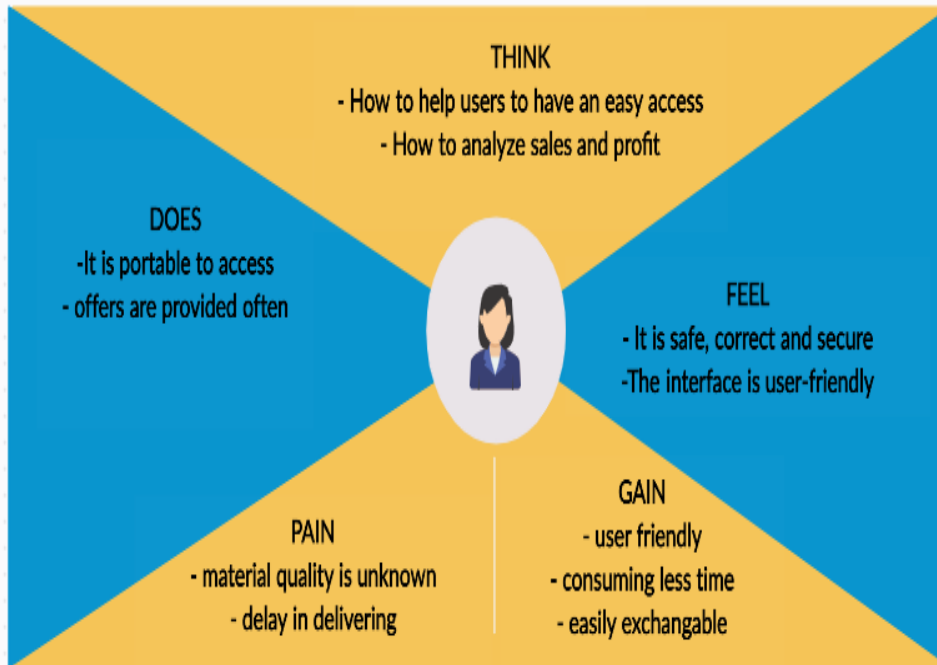 THINK
- How to help users to have an easy access
- How to analyze sales and profit
DOES
-It is portable to access
- offers are provided often
FEEL
- It is safe, correct and secure
-The interface is user-friendly
PAIN
- material quality is unknown
- delay in delivering
GAIN
- user friendly
- consuming less time
- easily exchangable